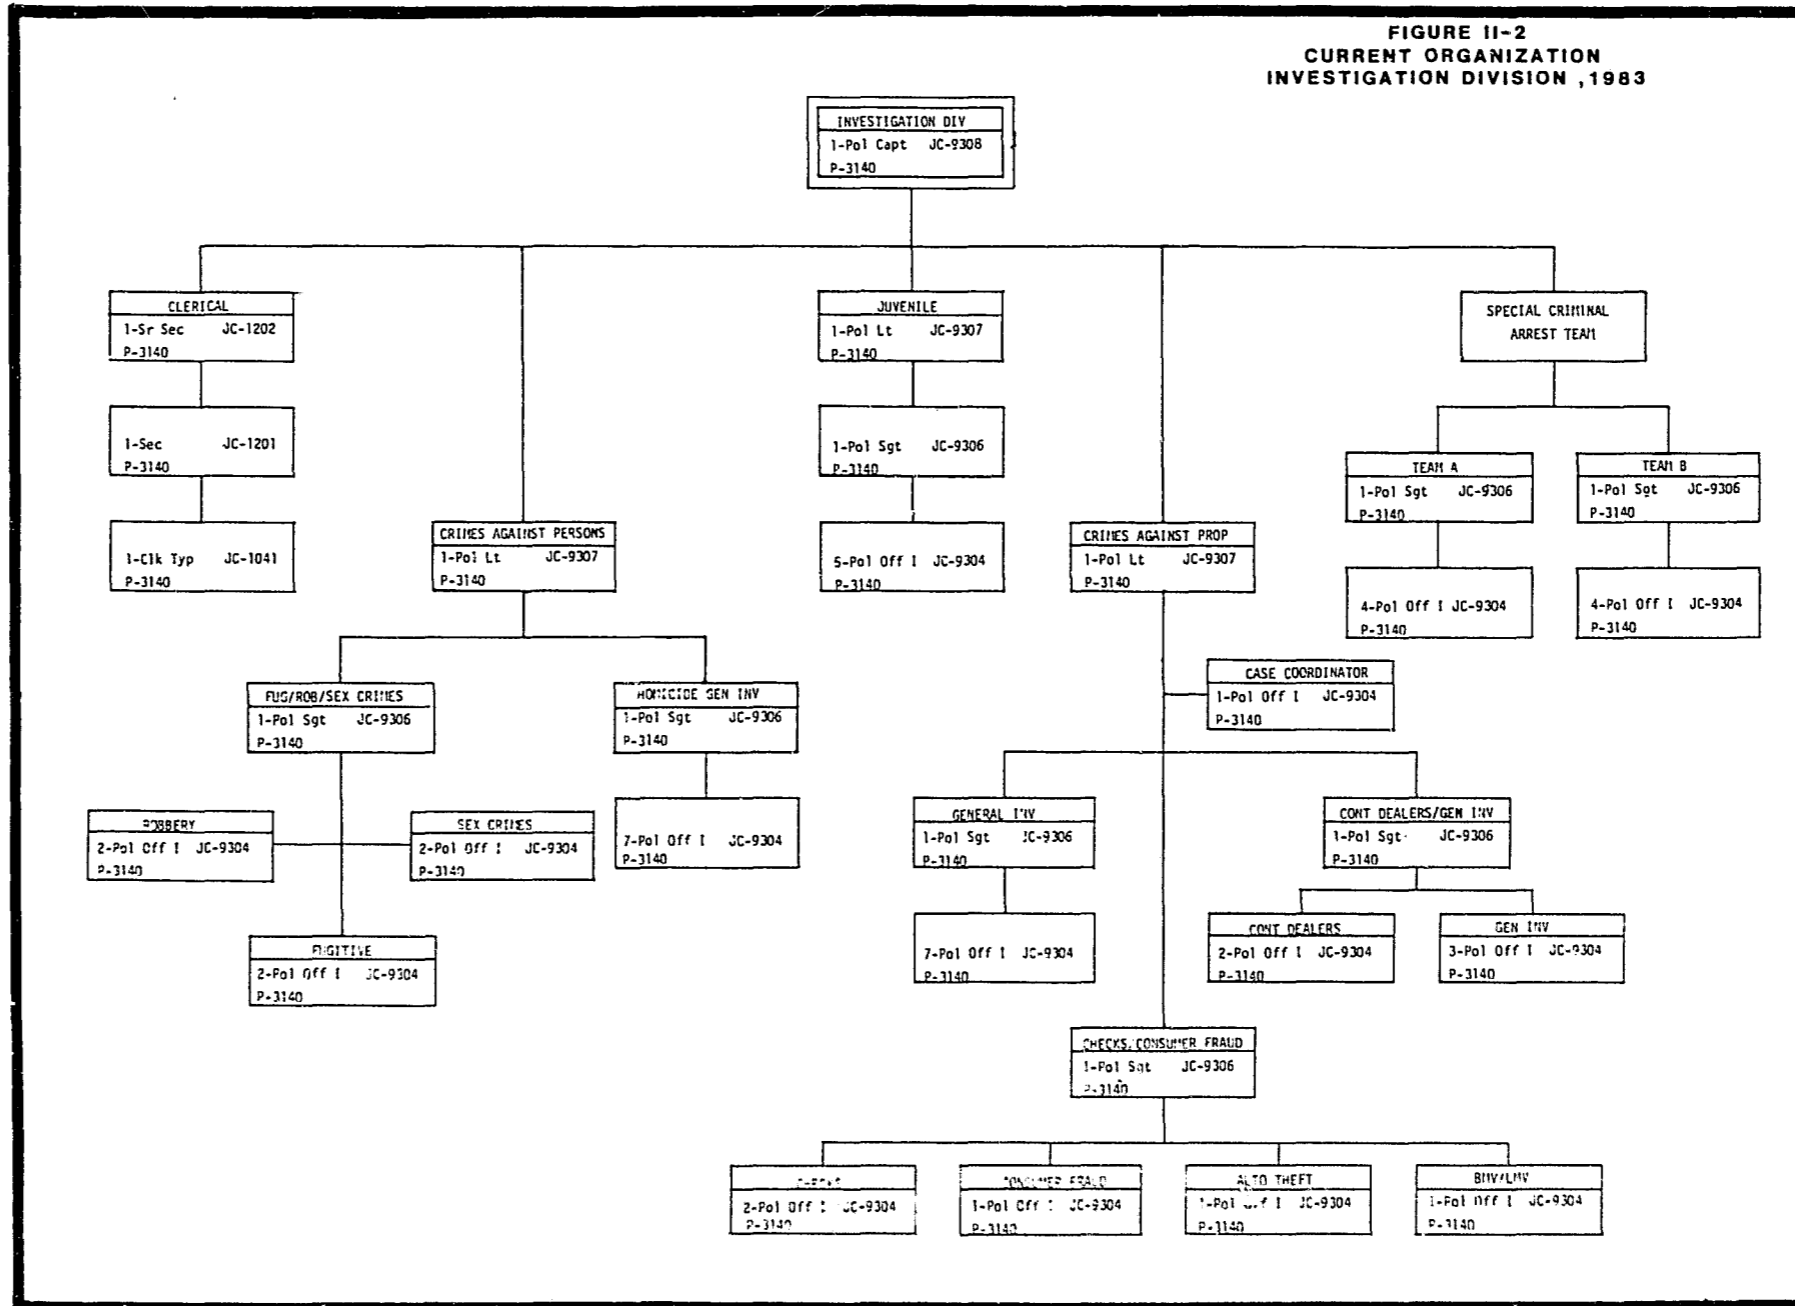 FIGURE II-2
CURRENT ORGANIZATION
INVESTIGATION DIVISION ,1983
INVESTIGATION DIV
1-Pol Capt JC-9308
P-3140
CLERICAL
1-Sr Sec JC-1202
P-3140
1-Sec JC-1201
P-3140
1-Clk Typ JC-1041
P-3140
CRIMES AGAINST PERSONS
1-Pol Lt JC-9307
P-3140
FUG/ROB/SEX CRIMES
1-Pol Sgt JC-9306
P-3140
ROBBERY
2-Pol Off I JC-9304
P-3140
SEX CRIMES
2-Pol Off I JC-9304
P-3140
FUGITIVE
2-Pol Off I JC-9304
P-3140
HOMICIDE GEN INV
1-Pol Sgt JC-9306
P-3140
7-Pol Off I JC-9304
P-3140
JUVENILE
1-Pol Lt JC-9307
P-3140
1-Pol Sgt JC-9306
P-3140
5-Pol Off I JC-9304
P-3140
CRIMES AGAINST PROP
1-Pol Lt JC-9307
P-3140
CASE COORDINATOR
1-Pol Off I JC-9304
P-3140
GENERAL INV
1-Pol Sgt JC-9306
P-3140
7-Pol Off I JC-9304
P-3140
CONT DEALERS/GEN INV
1-Pol Sgt JC-9306
P-3140
CONT DEALERS
2-Pol Off I JC-9304
P-3140
GEN INV
3-Pol Off I JC-9304
P-3140
CHECKS/CONSUMER FRAUD
1-Pol Sgt JC-9306
P-3140
CHECKS
2-Pol Off I JC-9304
P-3140
CONSUMER FRAUD
1-Pol Off I JC-9304
P-3140
AUTO THEFT
1-Pol Off I JC-9304
P-3140
BMV/LMV
1-Pol Off I JC-9304
P-3140
SPECIAL CRIMINAL
ARREST TEAM
TEAM A
1-Pol Sgt JC-9306
P-3140
4-Pol Off I JC-9304
P-3140
TEAM B
1-Pol Sgt JC-9306
P-3140
4-Pol Off I JC-9304
P-3140